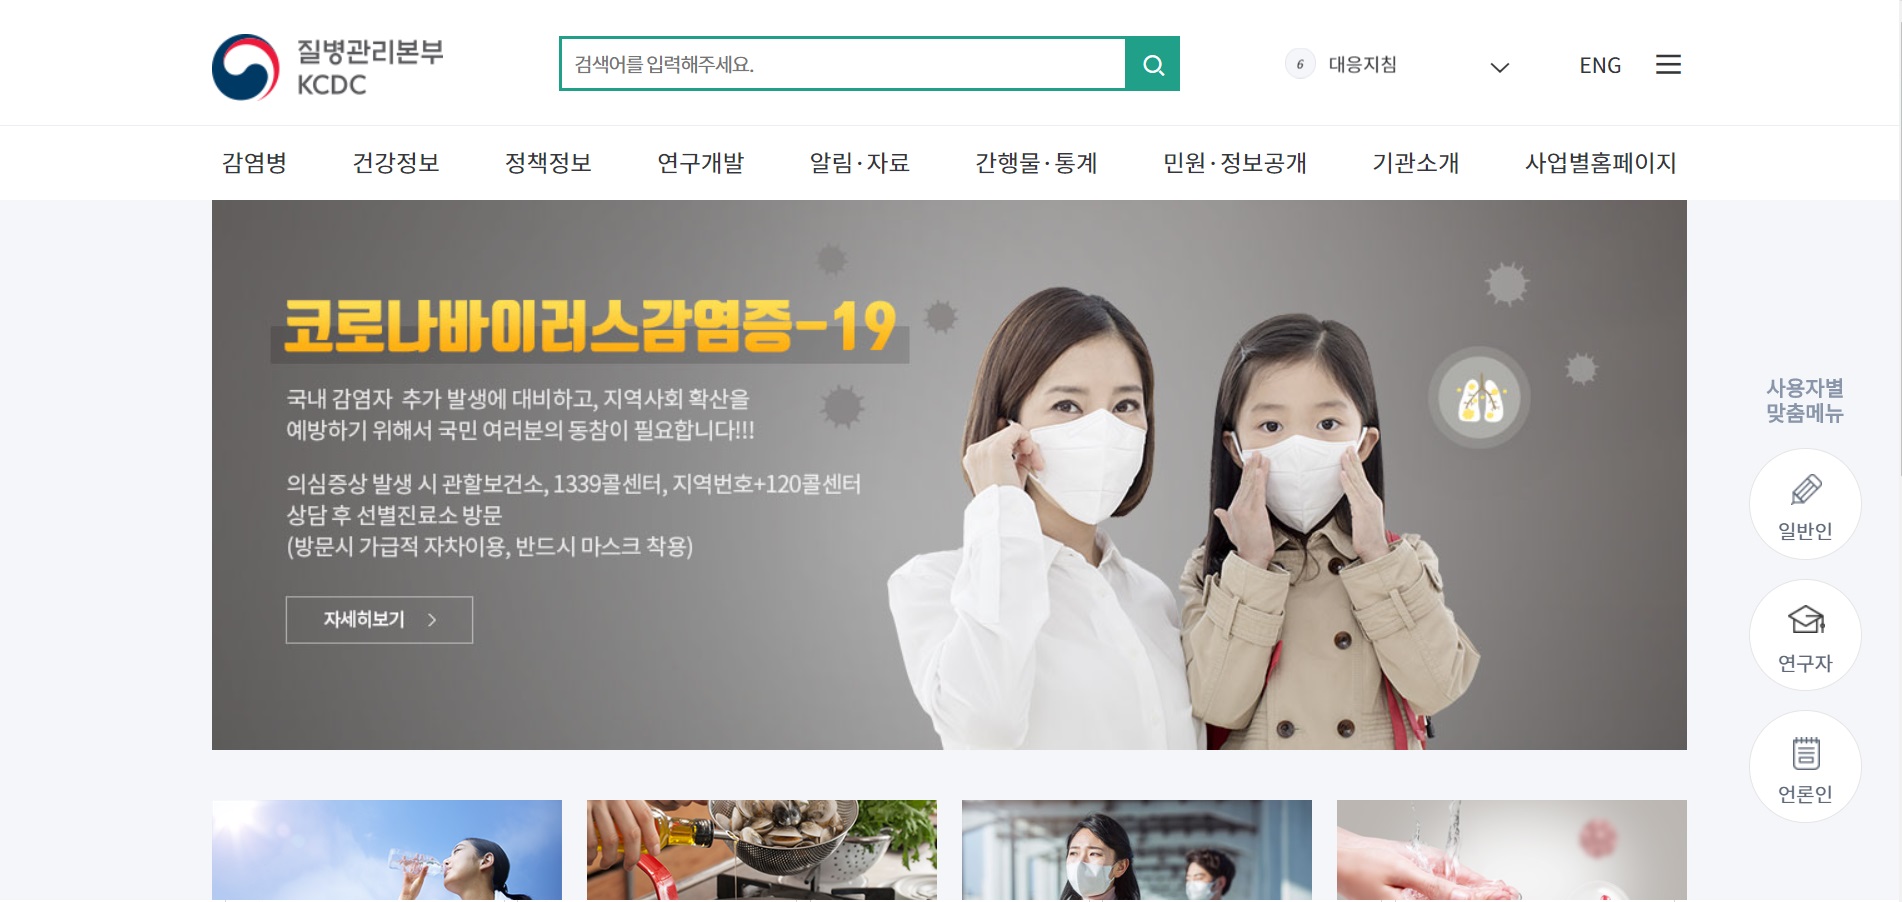 질병관리본부
KCDC
검색어를 입력해주세요.
6 대응지침
ENG
감염병 건강정보 정책정보 연구개발 알림·자료 간행물·통계 민원·정보공개 기관소개 사업별홈페이지
코로나바이러스감염증-19
국내 감염자 추가 발생에 대비하고, 지역사회 확산을
예방하기 위해서 국민 여러분의 동참이 필요합니다!!!
의심증상 발생 시 관할보건소, 1339콜센터, 지역번호+120콜센터
상담 후 선별진료소 방문
(방문시 가급적 자차이용, 반드시 마스크 착용)
자세히보기
사용자별
맞춤메뉴
일반인
연구자
언론인